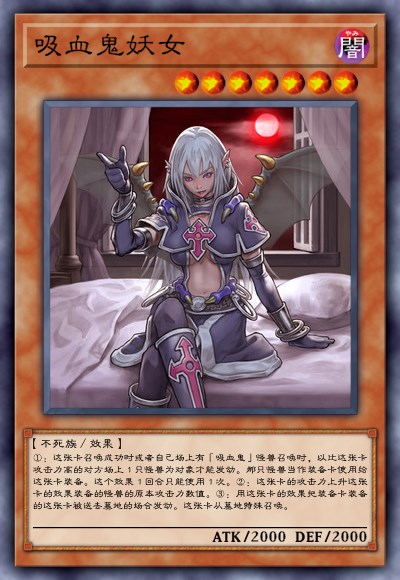 吸血鬼妖女
やみ
闇
【不死族／效果】
①：这张卡召唤成功时或者自己场上有「吸血鬼」怪兽召唤时，以比这张卡
攻击力高的对方场上1只怪兽为对象才能发动。那只怪兽当作装备卡使用给
这张卡装备。这个效果1回合只能使用1次。②：这张卡的攻击力上升这张
卡的效果装备的怪兽的原本攻击力数值。③：用这张卡的效果把装备卡装备
的这张卡被送去墓地的场合发动。这张卡从墓地特殊召唤。
ATK/2000 DEF/2000